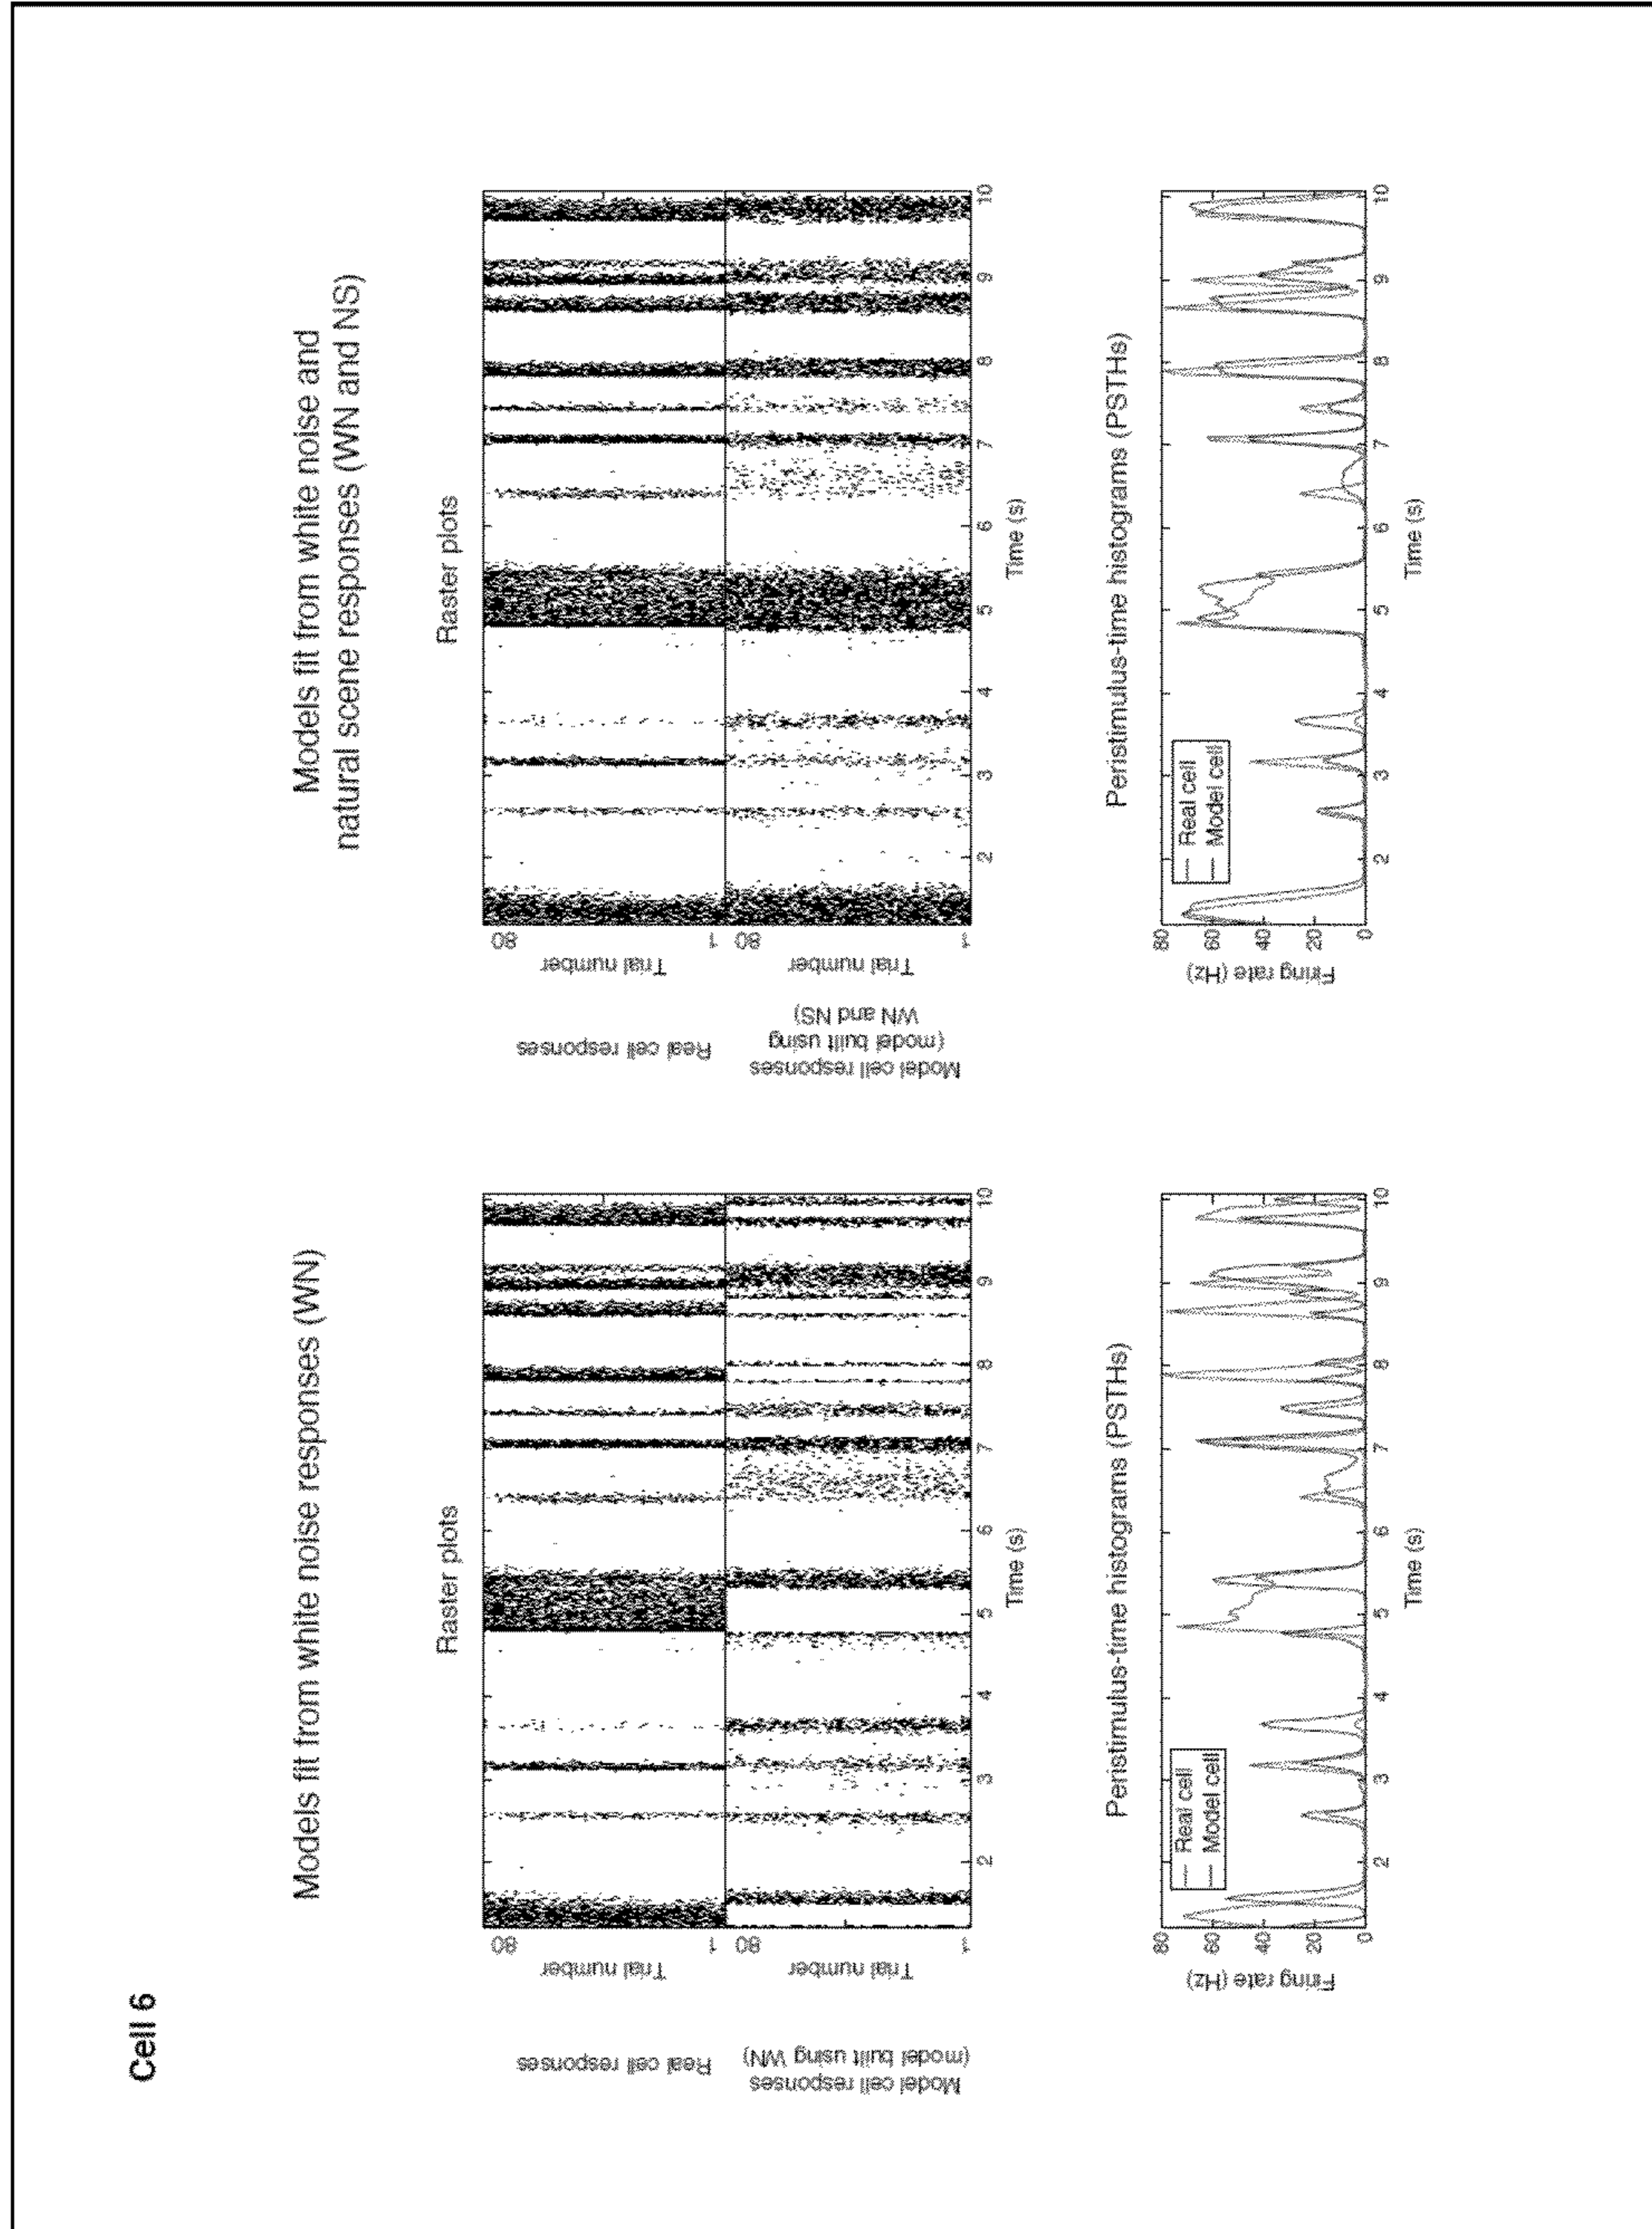 Cell 6
Models fit from white noise responses (WN)
Raster plots
Real cell responses
Trial number
80
1
Model cell responses
(model built using WN)
Trial number
80
1
2
3
4
5
6
7
8
9
10
Time (s)
Peristimulus-time histograms (PSTHs)
Firing rate (Hz)
80
60
40
20
0
Real cell
Model cell
2
3
4
5
6
7
8
9
10
Time (s)
Models fit from white noise and
natural scene responses (WN and NS)
Raster plots
Real cell responses
Trial number
80
1
Model cell responses
(model built using
WN and NS)
Trial number
80
1
2
3
4
5
6
7
8
9
10
Time (s)
Peristimulus-time histograms (PSTHs)
Firing rate (Hz)
80
60
40
20
0
Real cell
Model cell
2
3
4
5
6
7
8
9
10
Time (s)